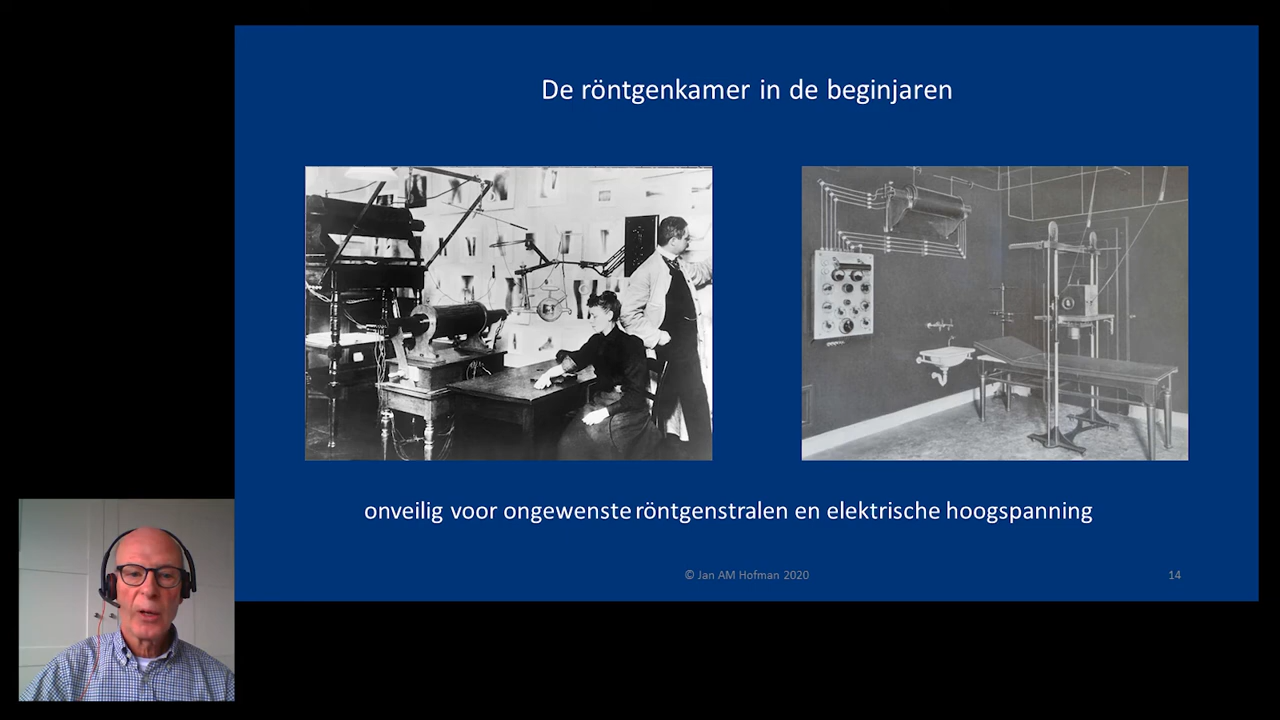 De röntgenkamer in de beginjaren
onveilig voor ongewenste röntgenstralen en elektrische hoogspanning
© Jan AM Hofman 2020
14